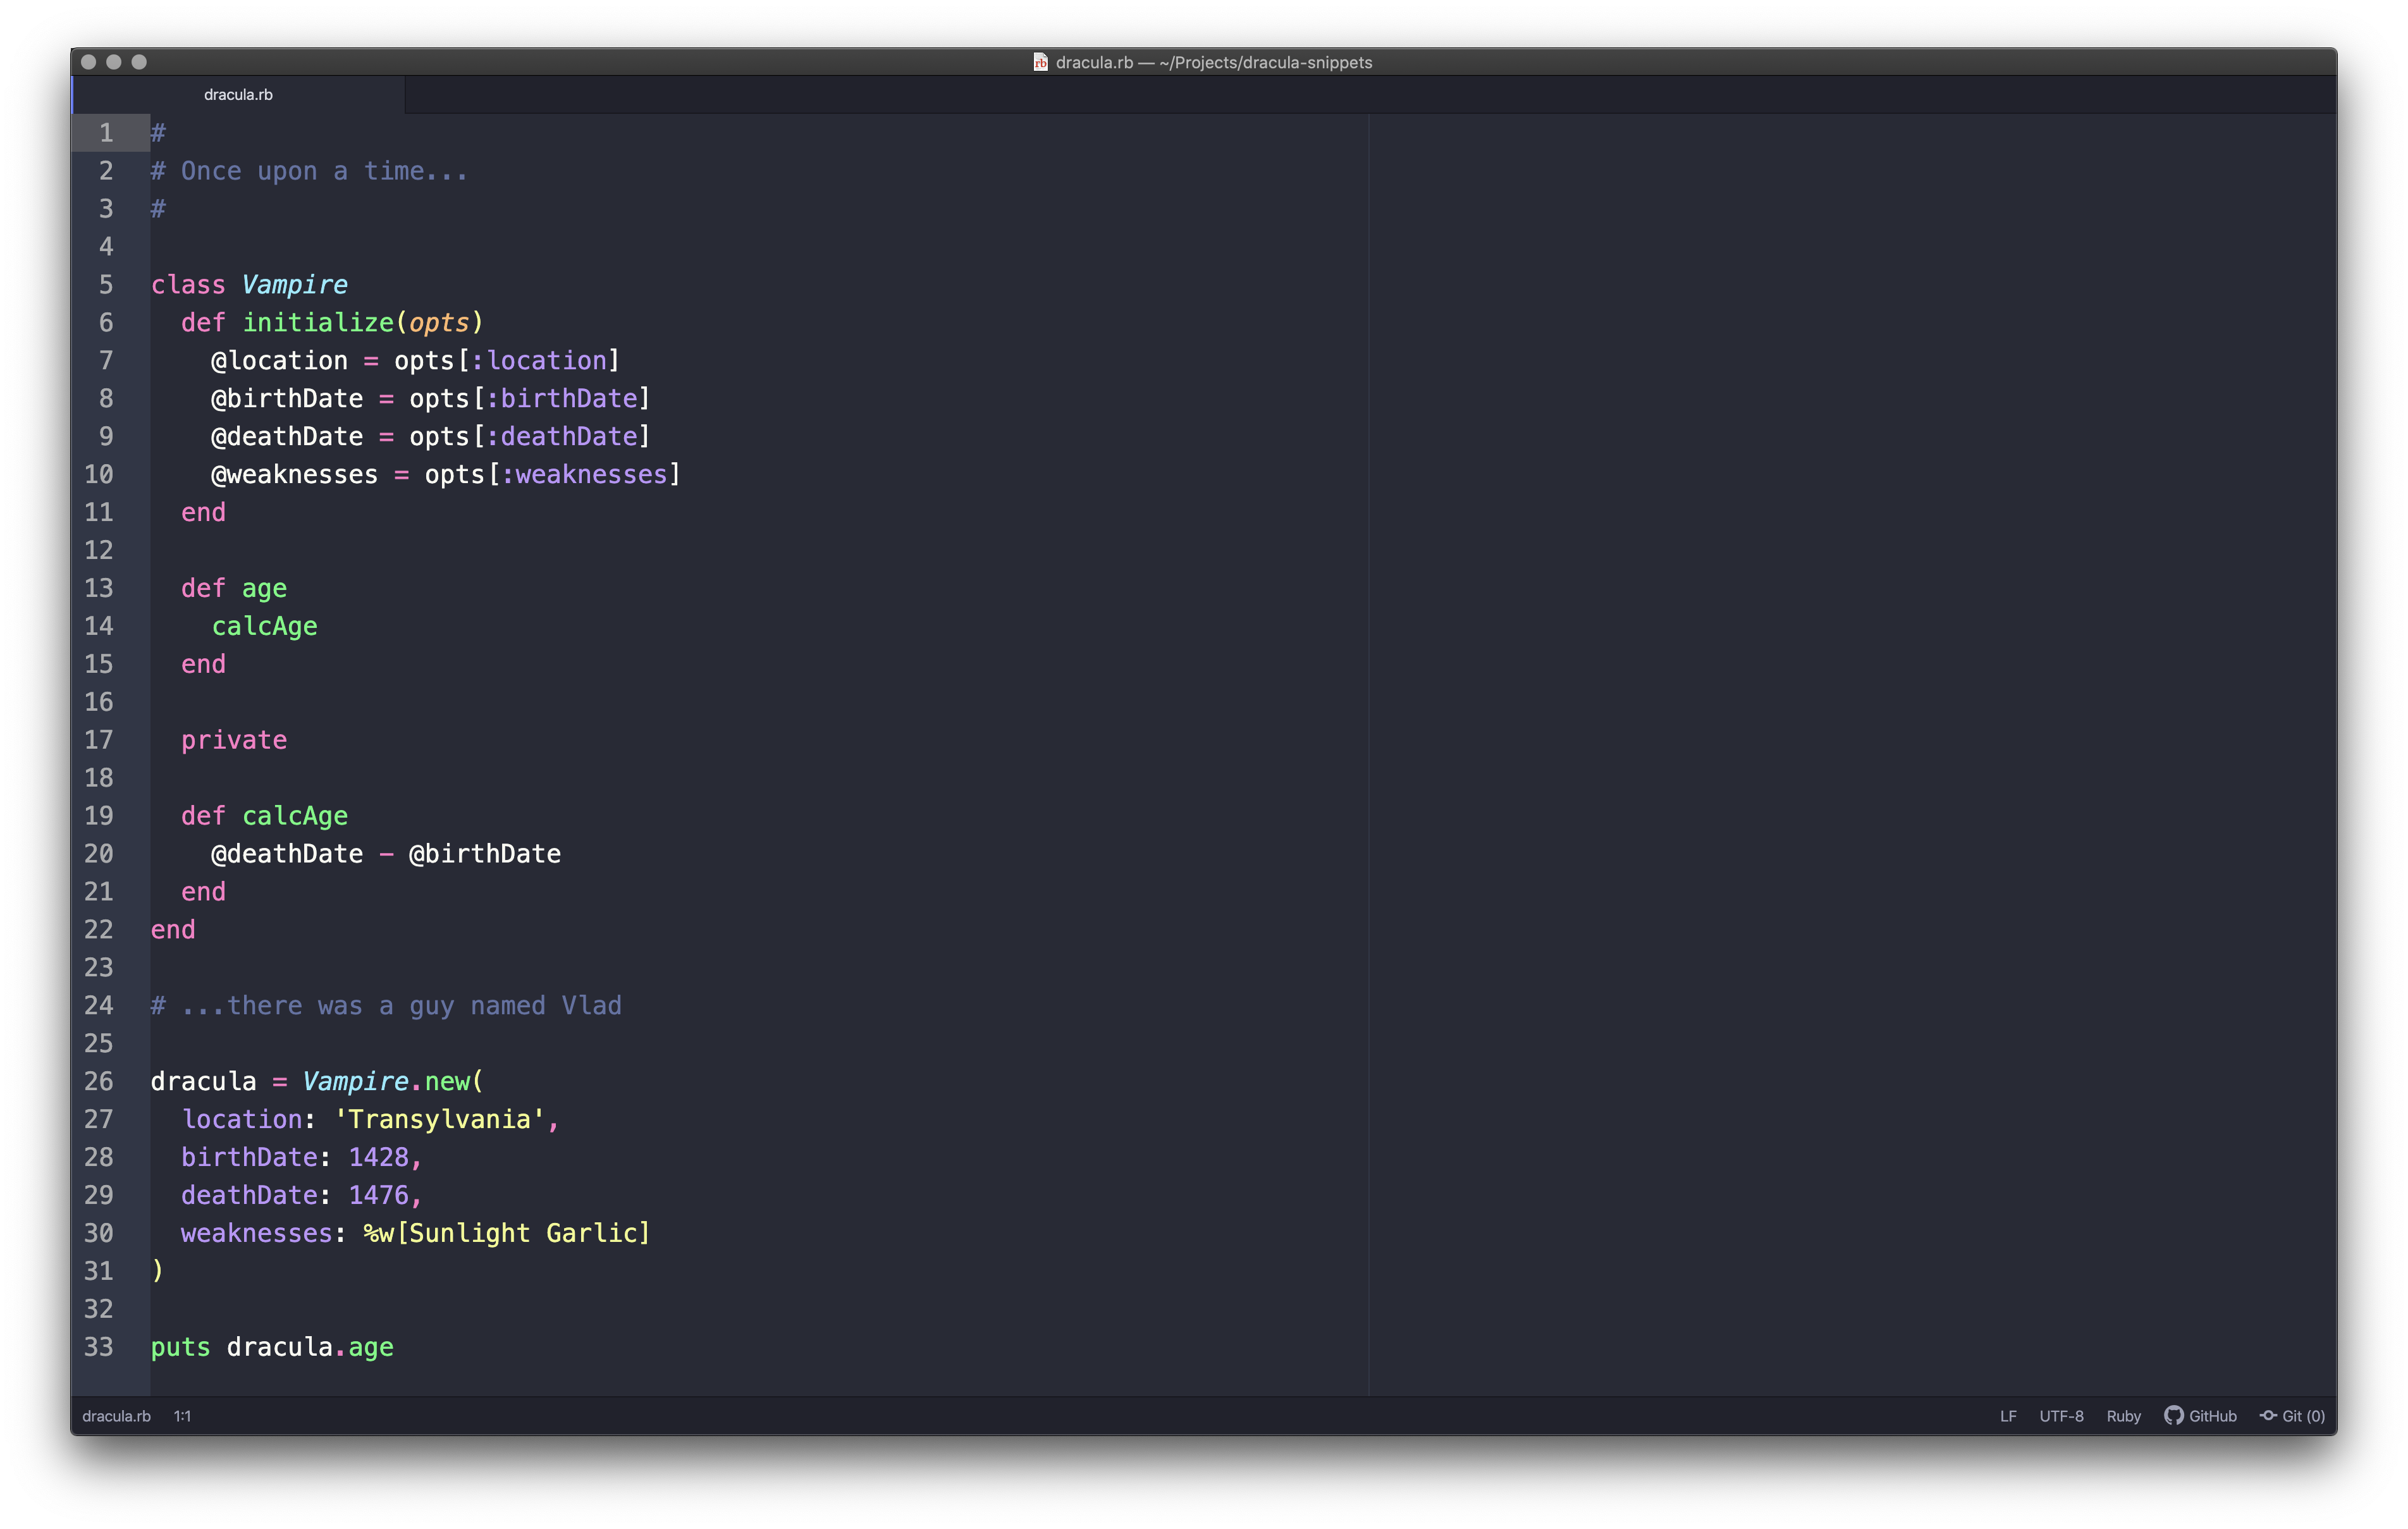 rb dracula.rb — ~/Projects/dracula-snippets
dracula.rb
1 #
2 # Once upon a time...
3 #
4
5 class Vampire
6   def initialize(opts)
7     @location = opts[:location]
8     @birthDate = opts[:birthDate]
9     @deathDate = opts[:deathDate]
10     @weaknesses = opts[:weaknesses]
11   end
12
13   def age
14     calcAge
15   end
16
17   private
18
19   def calcAge
20     @deathDate - @birthDate
21   end
22 end
23
24 # ...there was a guy named Vlad
25
26 dracula = Vampire.new(
27   location: 'Transylvania',
28   birthDate: 1428,
29   deathDate: 1476,
30   weaknesses: %w[Sunlight Garlic]
31 )
32
33 puts dracula.age
dracula.rb 1:1 LF UTF-8 Ruby GitHub Git (0)